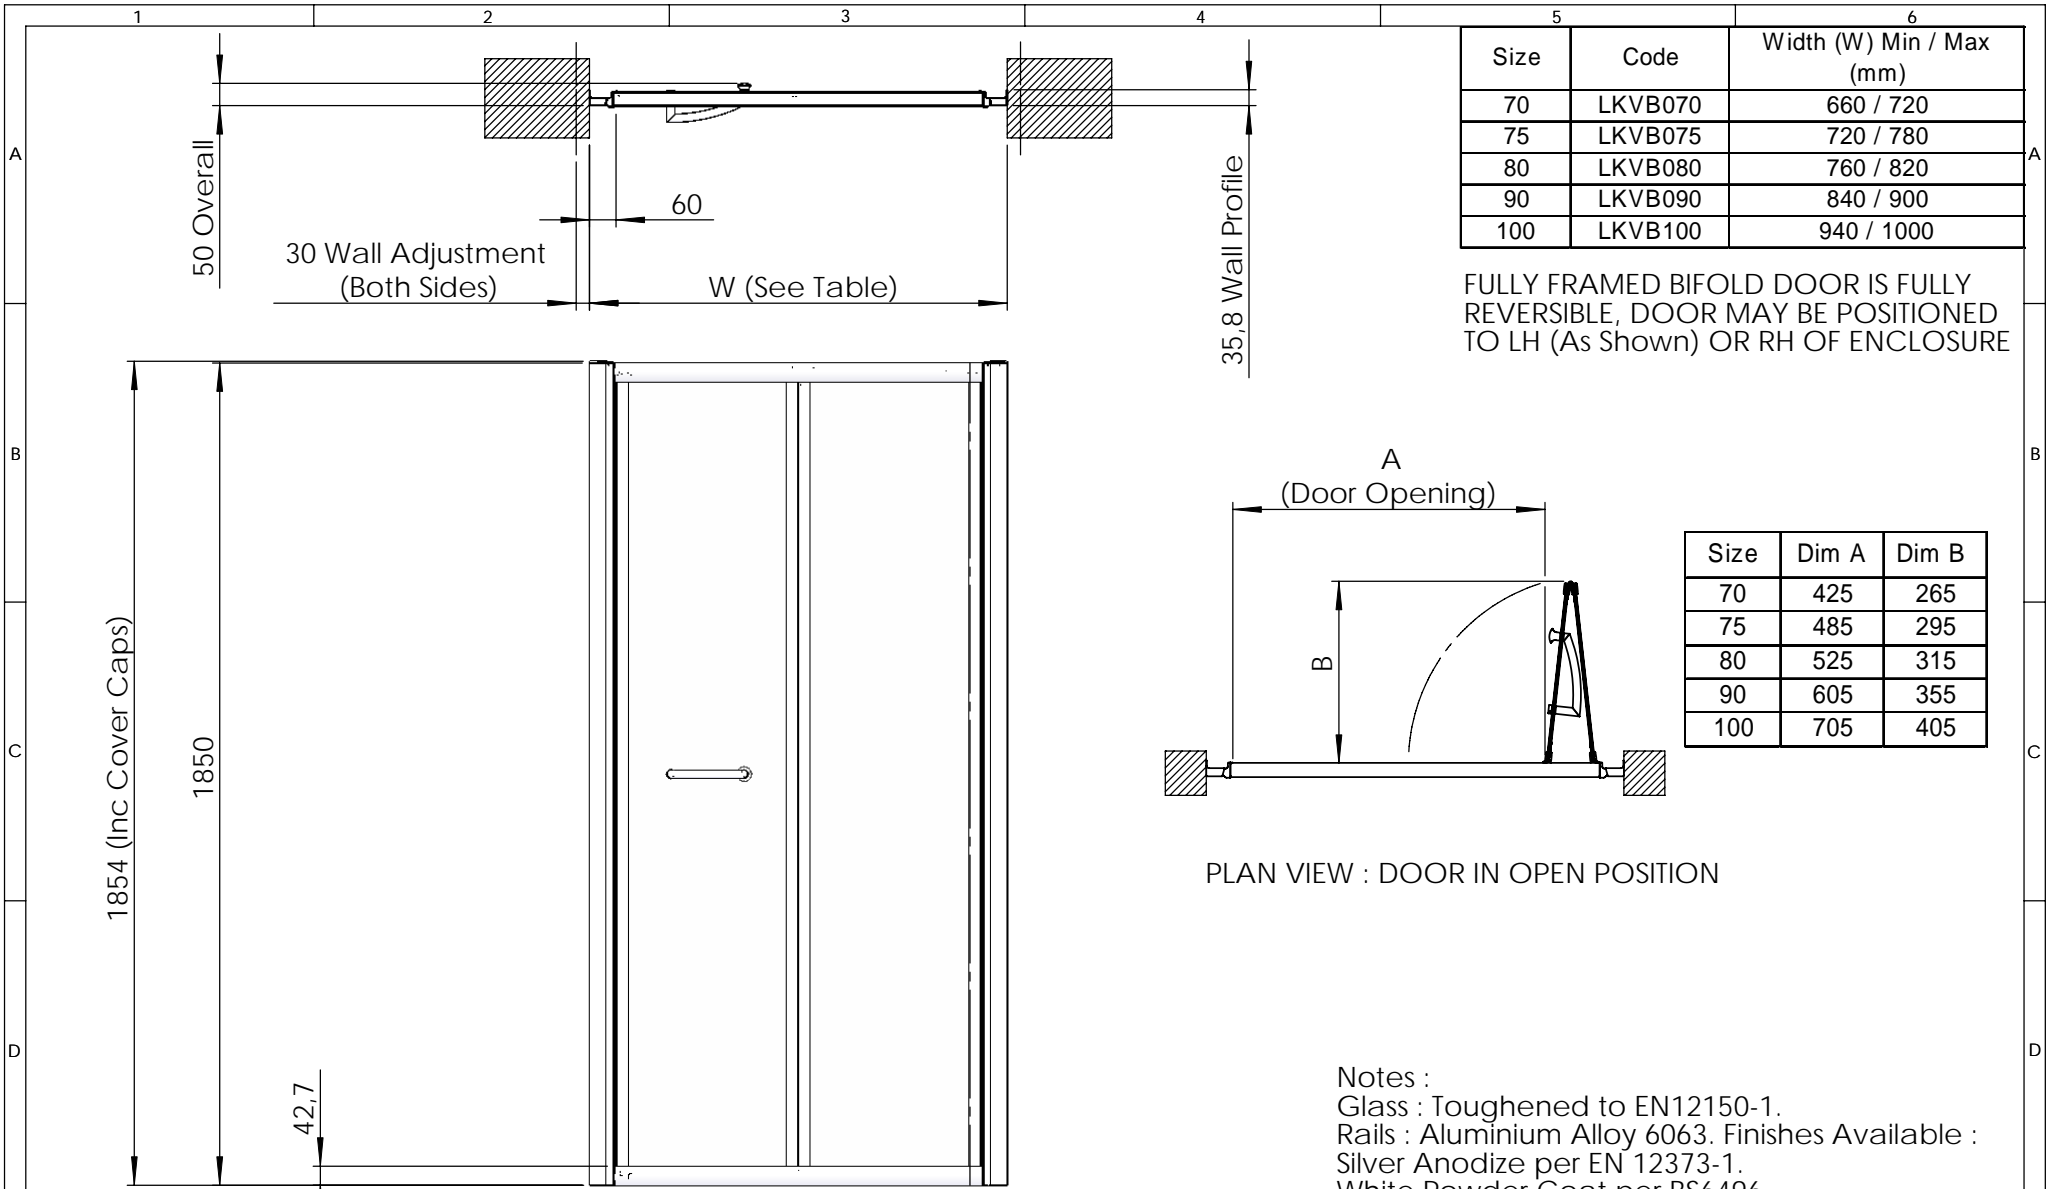 1 2 3 4 5 6
A
B
C
D
A
B
C
D
50 Overall
30 Wall Adjustment
(Both Sides)
60
W (See Table)
35,8 Wall Profile
Size Code Width (W) Min / Max (mm)
70 LKVB070 660 / 720
75 LKVB075 720 / 780
80 LKVB080 760 / 820
90 LKVB090 840 / 900
100 LKVB100 940 / 1000
FULLY FRAMED BIFOLD DOOR IS FULLY
REVERSIBLE, DOOR MAY BE POSITIONED
TO LH (As Shown) OR RH OF ENCLOSURE
1854 (Inc Cover Caps)
1850
42,7
A
(Door Opening)
B
Size Dim A Dim B
70 425 265
75 485 295
80 525 315
90 605 355
100 705 405
PLAN VIEW : DOOR IN OPEN POSITION
Notes :
Glass : Toughened to EN12150-1.
Rails : Aluminium Alloy 6063. Finishes Available :
Silver Anodize per EN 12373-1.
White Powder Coat per BS6496